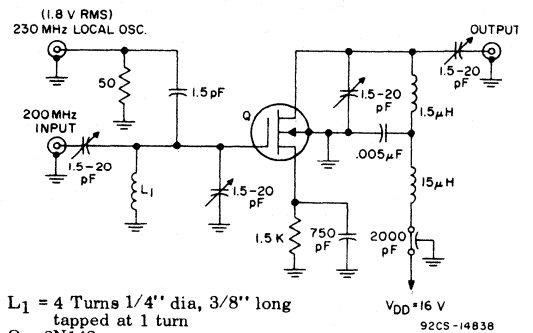 (1.8 V RMS)
230 MHz LOCAL OSC.
OUTPUT
50
1.5 pF
1.5-20
pF
1.5-20
pF
1.5µH
200MHz
INPUT
Q
1.5-20
pF
.005µF
L1
1.5-20
pF
15µH
1.5 K
750
pF
2000
pF
VDD = 16 V
92CS-14838
L1 = 4 Turns 1/4" dia, 3/8" long
tapped at 1 turn